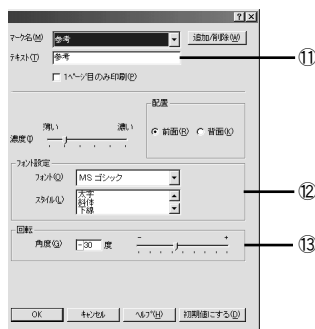 マーク名(M) 参考 追加/削除(W)
テキスト(T) 参考 ⑪
1ページ目のみ印刷(P)
配置
薄い 濃い
濃度(I) 前面(R) 背面(K)
フォント設定
フォント(O) MS ゴシック
スタイル(L) 太字 ⑫
斜体
下線
回転
角度(G) -30 度 - + ⑬
OK キャンセル ヘルプ(H) 初期値にする(D)